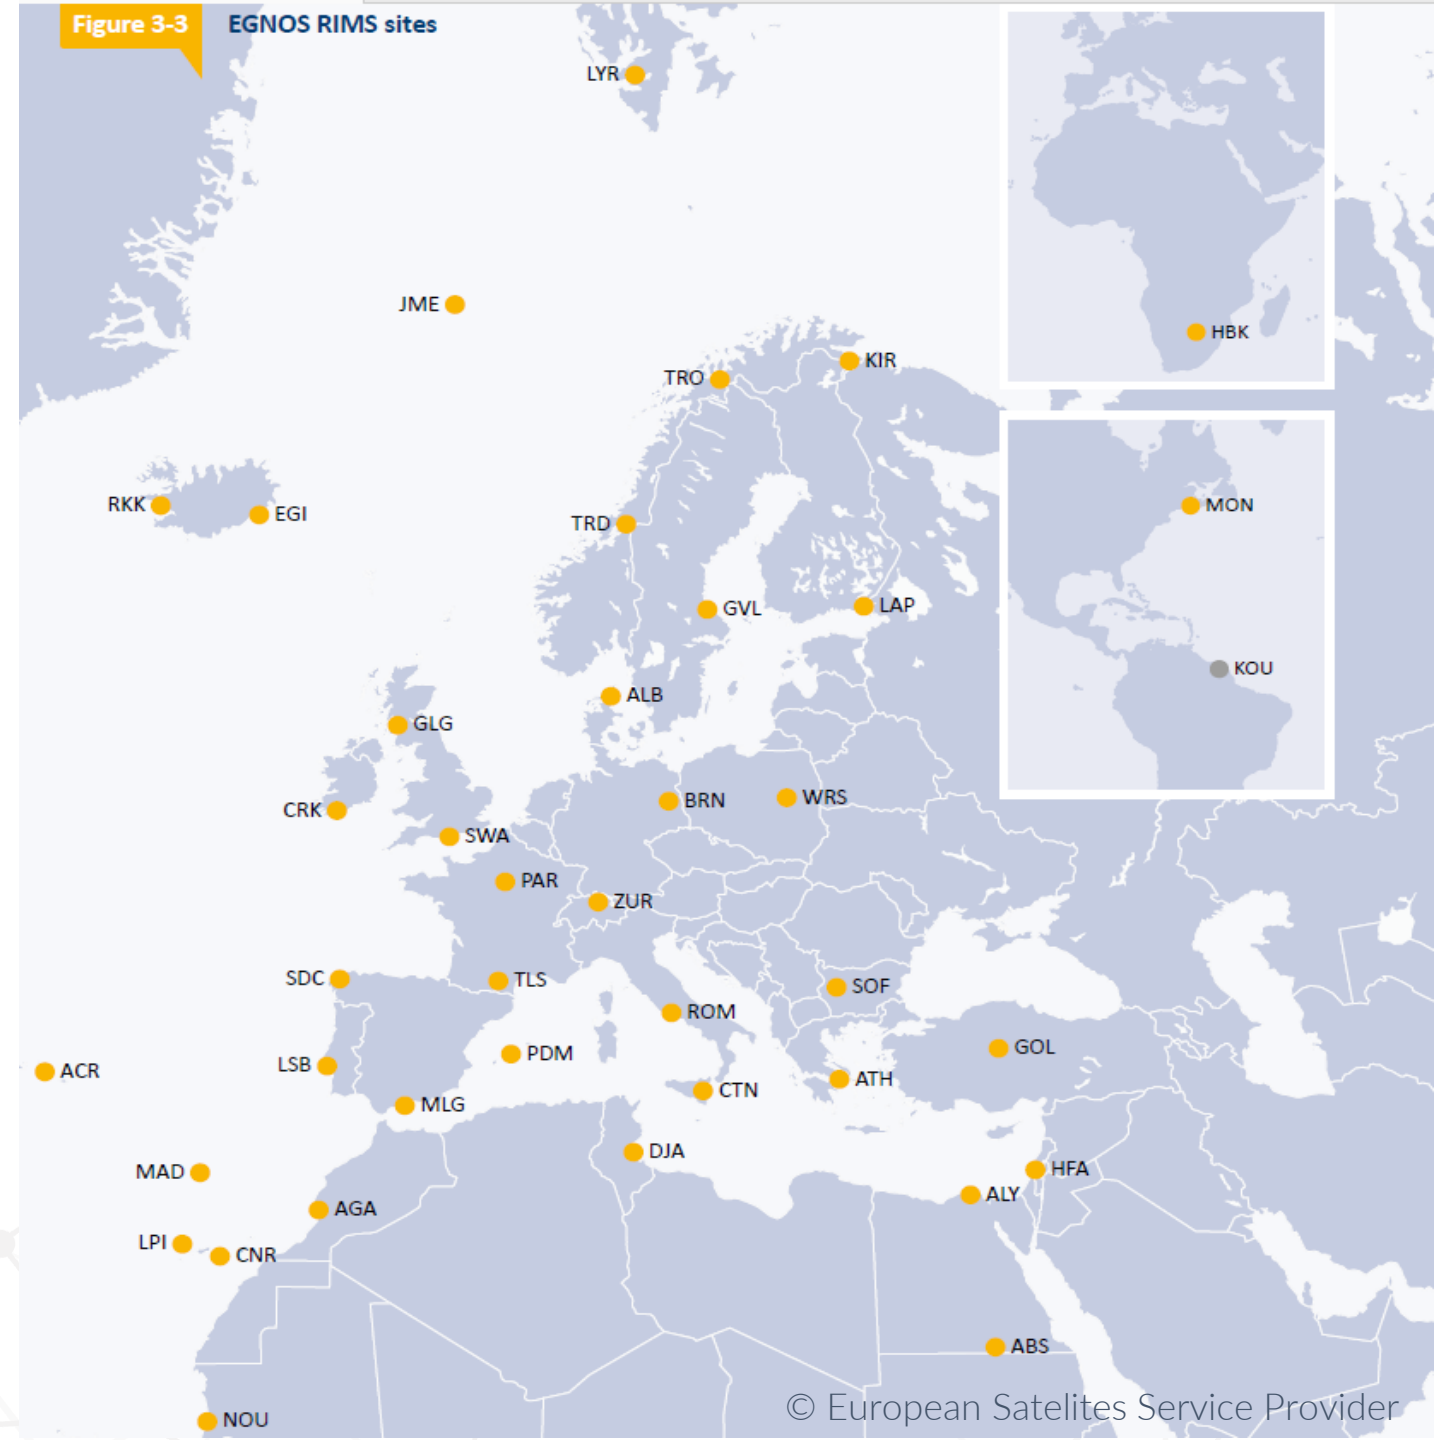 Figure 3-3 EGNOS RIMS sites
LYR
JME
HBK
KIR
TRO
RKK
EGI
MON
TRD
GVL
LAP
KOU
ALB
GLG
CRK
BRN
WRS
SWA
PAR
ZUR
SDC
TLS
SOF
ROM
GOL
PDM
LSB
ACR
ATH
CTN
MLG
DJA
MAD
HFA
ALY
AGA
LPI
CNR
ABS
NOU
© European Satelites Service Provider